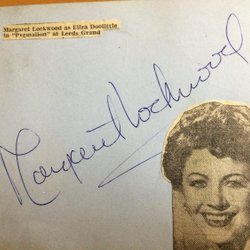 Margaret Lockwood as Eliza Doolittle
in "Pygmalion" at Leeds Grand
Margaret Lockwood